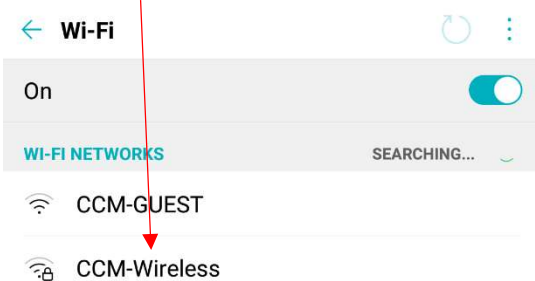 Wi-Fi
On
WI-FI NETWORKS SEARCHING...
CCM-GUEST
CCM-Wireless